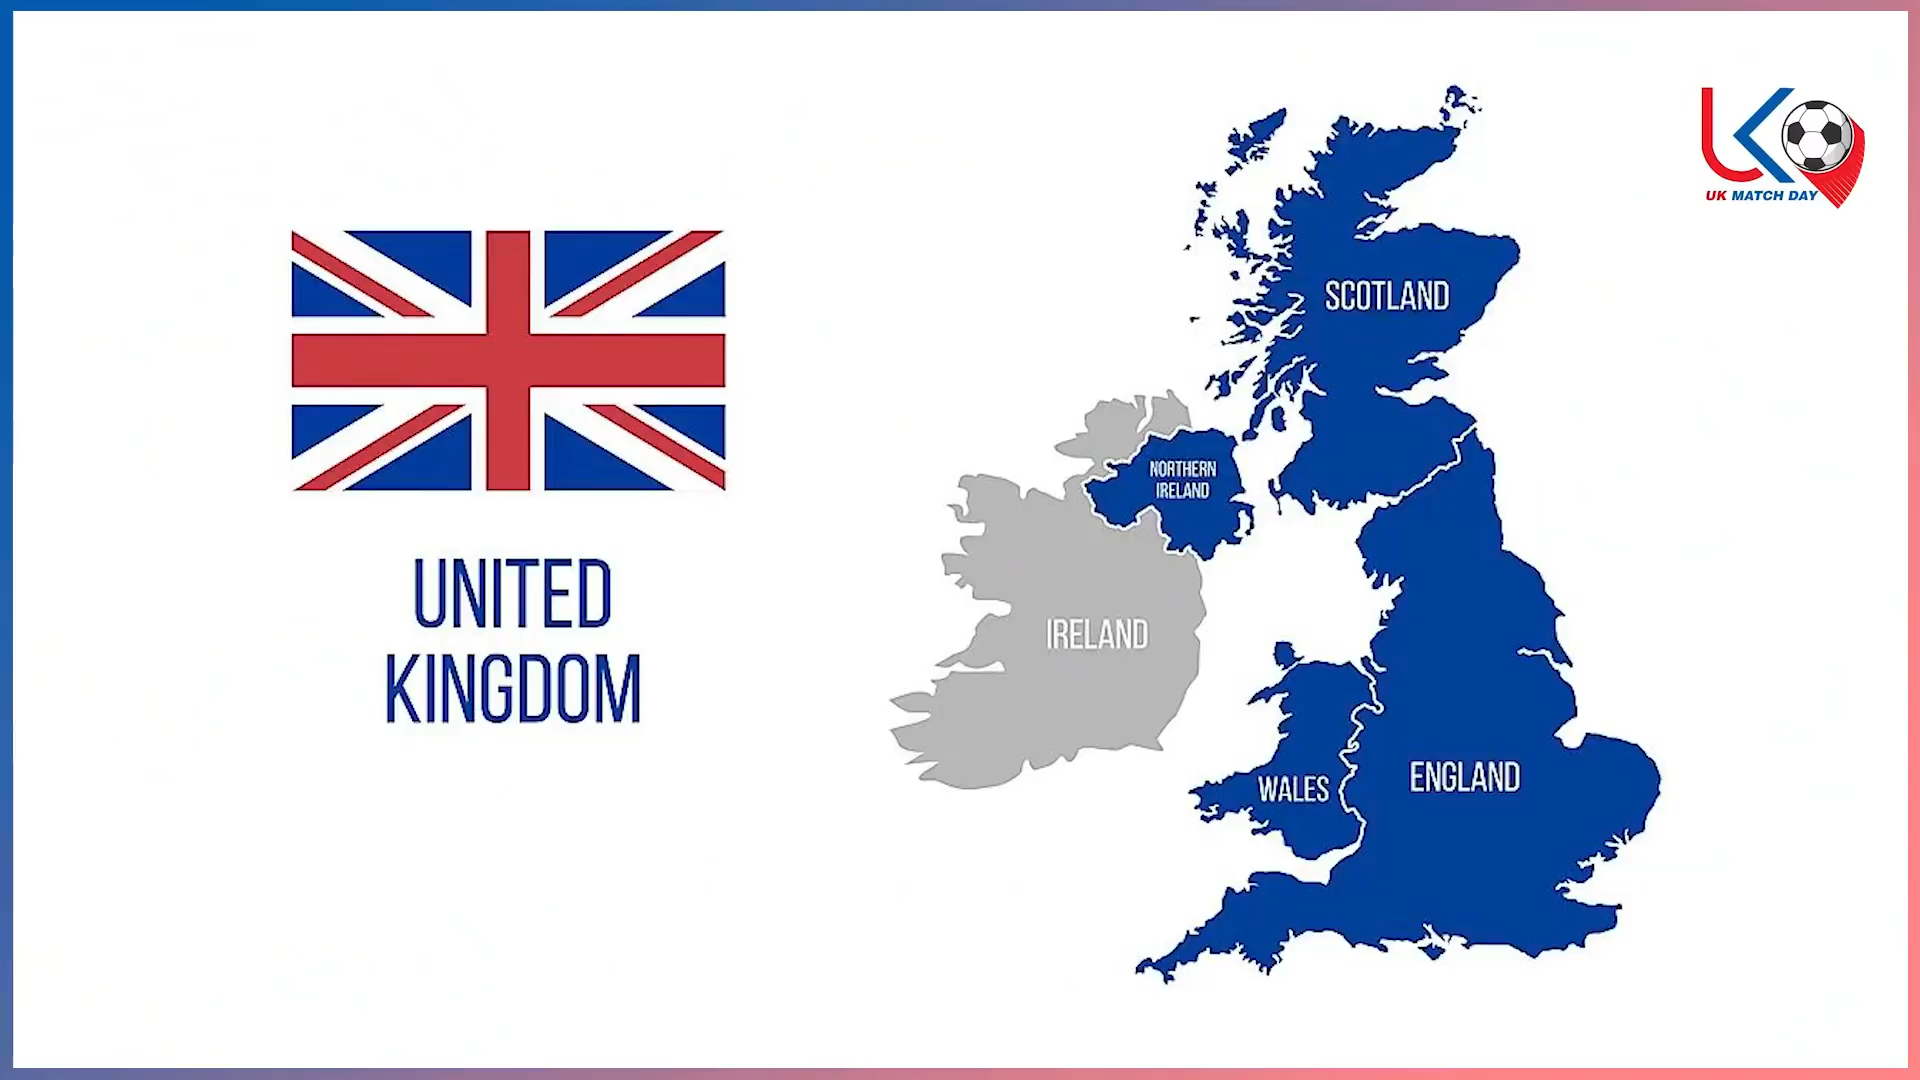 UK MATCH DAY
SCOTLAND
NORTHERN
IRELAND
UNITED
KINGDOM
IRELAND
WALES
ENGLAND